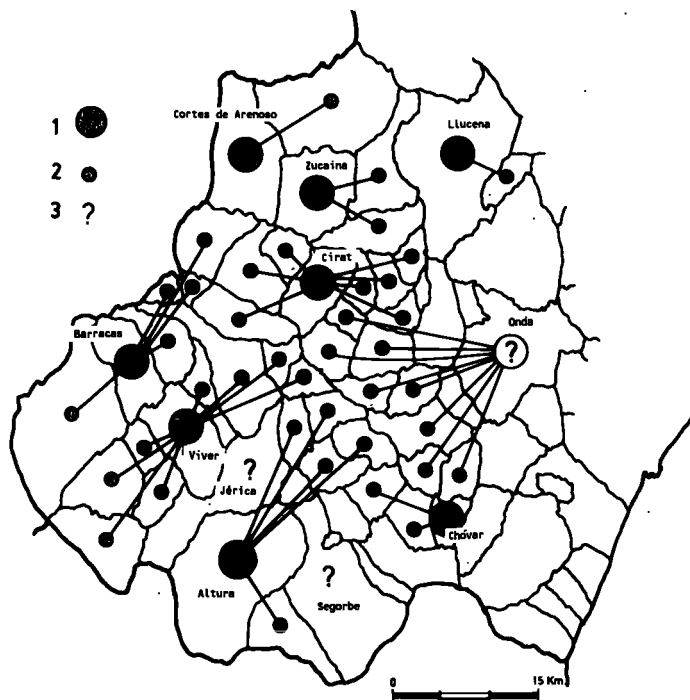 Cortes de Arenoso
Llucena
1
Zucaina
2
3 ?
Cirat
Onda
Barracas
?
Viver
?
Jérica
Chóvar
?
Altura
Segorbe
0 15 Km.